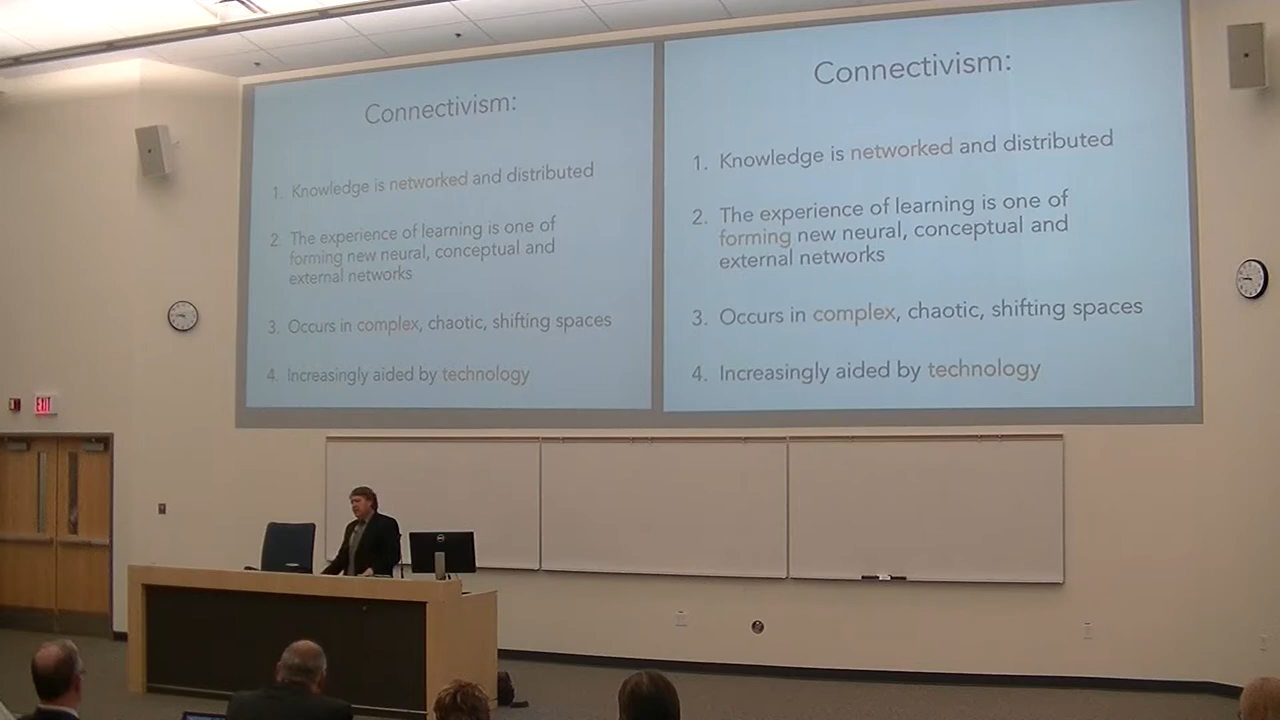 Connectivism:
1. Knowledge is networked and distributed
2. The experience of learning is one of
forming new neural, conceptual and
external networks
3. Occurs in complex, chaotic, shifting spaces
4. Increasingly aided by technology
Connectivism:
1. Knowledge is networked and distributed
2. The experience of learning is one of
forming new neural, conceptual and
external networks
3. Occurs in complex, chaotic, shifting spaces
4. Increasingly aided by technology
EXIT